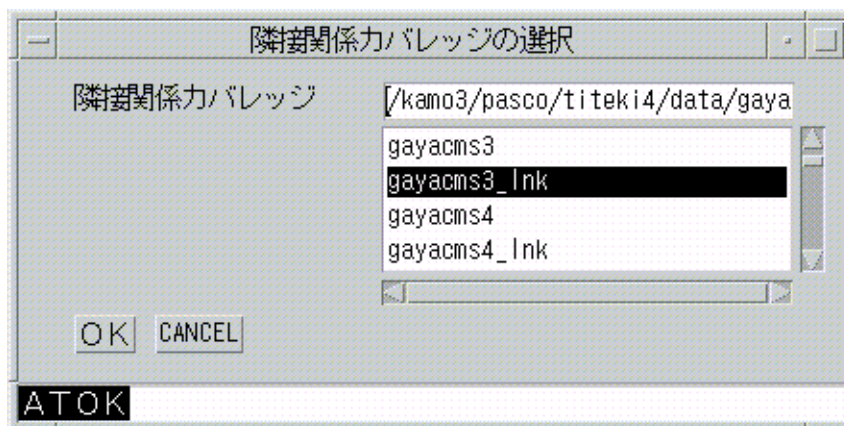 隣接関係カバレッジの選択
隣接関係カバレッジ
/kamo3/pasco/titeki4/data/gaya
gayacms3
gayacms3_lnk
gayacms4
gayacms4_lnk
OK CANCEL
ATOK